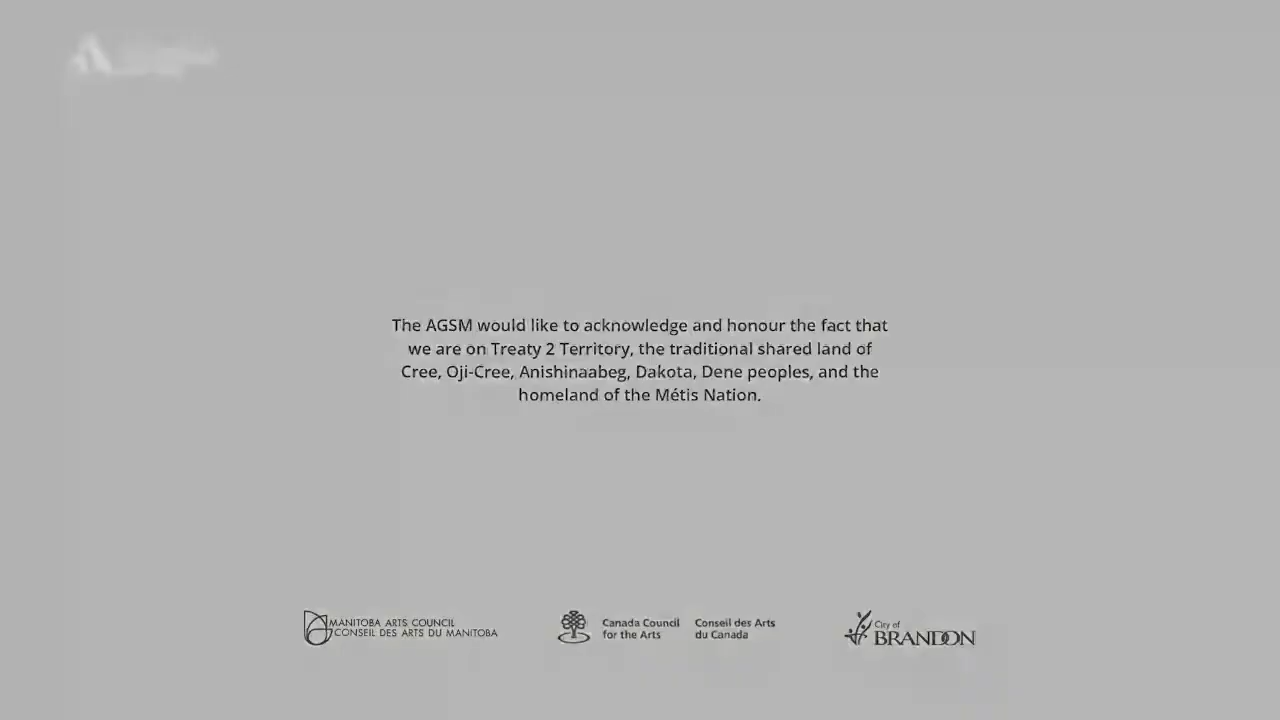 The AGSM would like to acknowledge and honour the fact that
we are on Treaty 2 Territory, the traditional shared land of
Cree, Oji-Cree, Anishinaabeg, Dakota, Dene peoples, and the
homeland of the Métis Nation.
MANITOBA ARTS COUNCIL
CONSEIL DES ARTS DU MANITOBA
Canada Council
for the Arts
Conseil des Arts
du Canada
City of
BRANDON